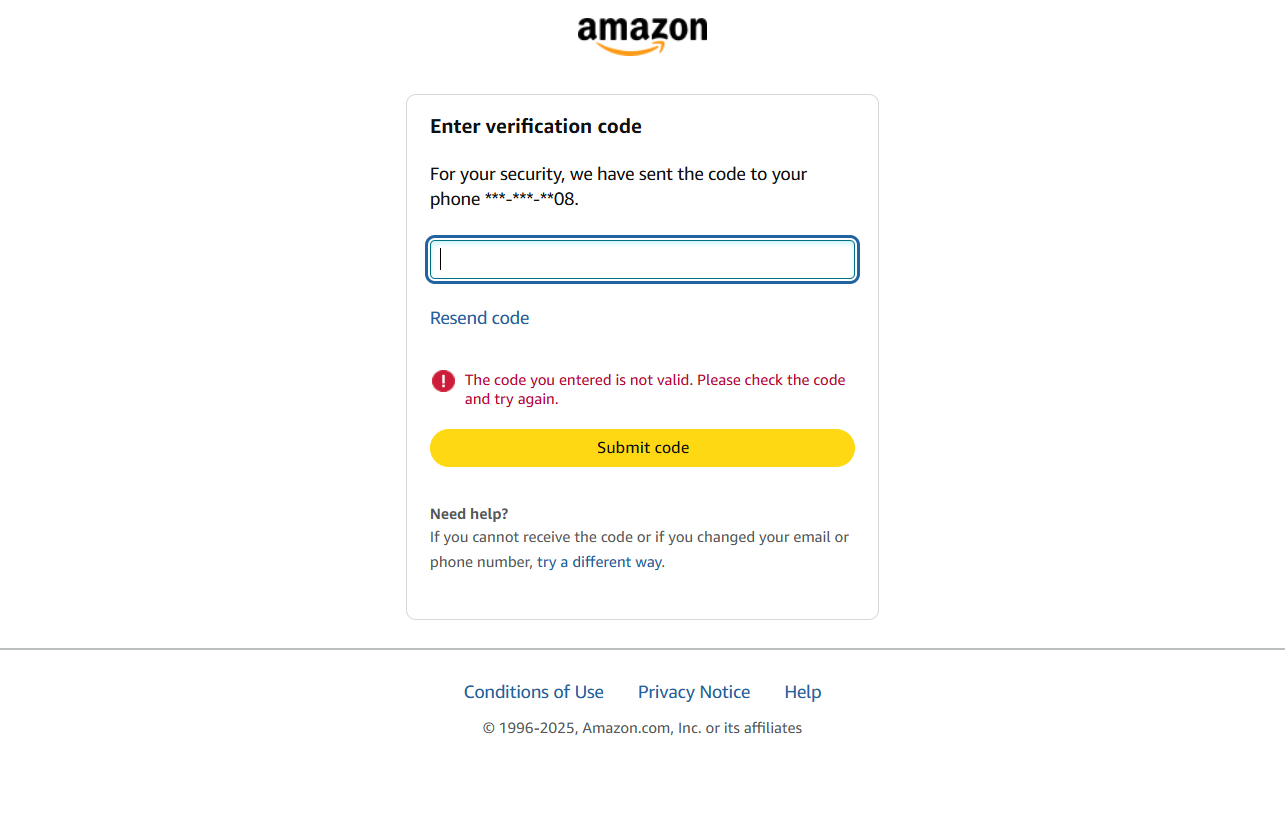 amazon
Enter verification code
For your security, we have sent the code to your
phone ***-***-**08.
Resend code
The code you entered is not valid. Please check the code
and try again.
Submit code
Need help?
If you cannot receive the code or if you changed your email or
phone number, try a different way.
Conditions of Use Privacy Notice Help
© 1996-2025, Amazon.com, Inc. or its affiliates